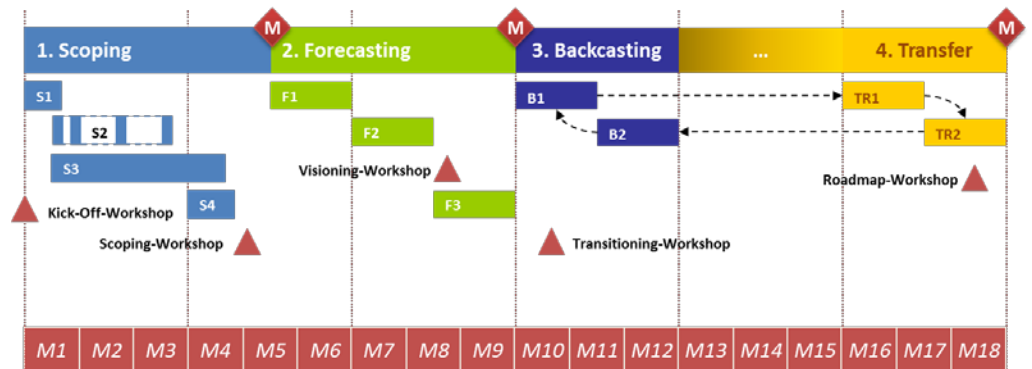 M
M
M
1. Scoping
2. Forecasting
3. Backcasting
...
4. Transfer
S1
F1
B1
TR1
S2
F2
B2
TR2
S3
Visioning-Workshop
Roadmap-Workshop
Kick-Off-Workshop
S4
F3
Scoping-Workshop
Transitioning-Workshop
M1 M2 M3 M4 M5 M6 M7 M8 M9 M10 M11 M12 M13 M14 M15 M16 M17 M18